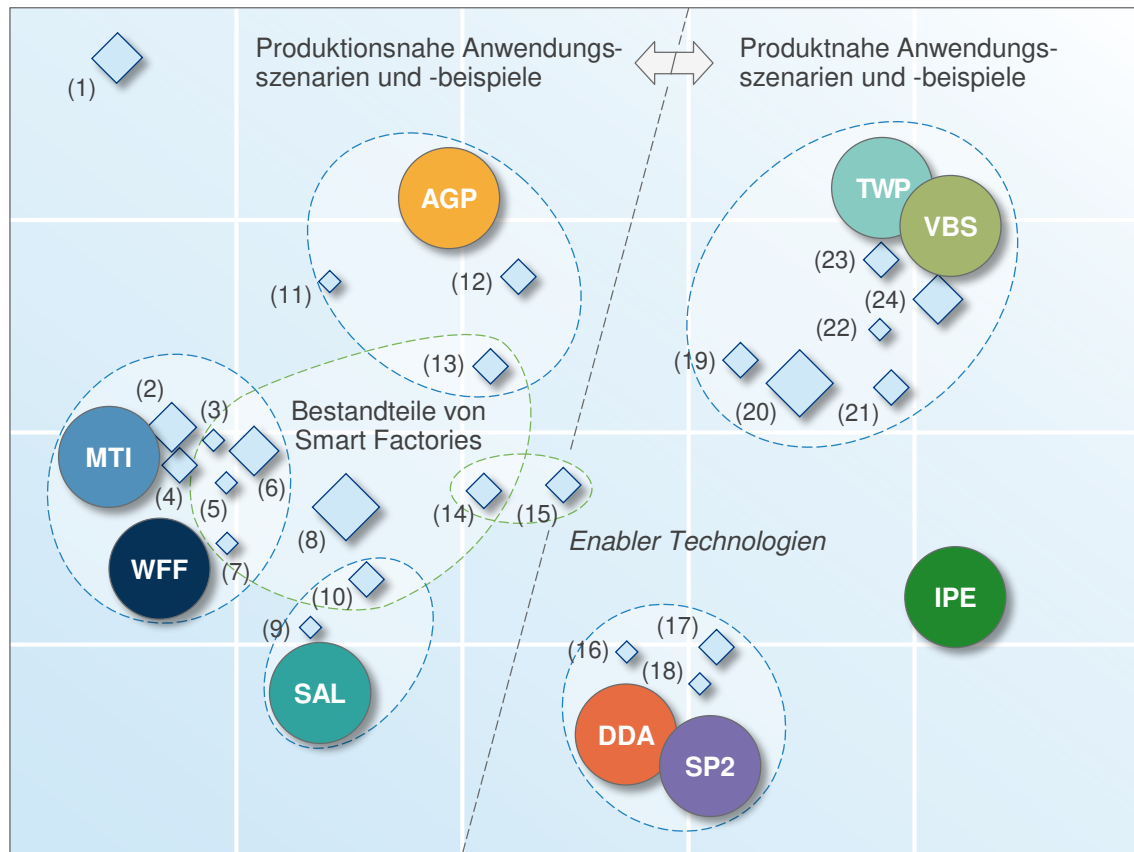 Produktionsnahe Anwendungs-
szenarien und -beispiele
Produktnahe Anwendungs-
szenarien und -beispiele
(1)
TWP
AGP
VBS
(23)
(12)
(11)
(24)
(22)
(13)
(19)
(2)
(3)
Bestandteile von
Smart Factories
(20)
(21)
MTI
(4)
(6)
(5)
(14)
(15)
(8)
(7)
Enabler Technologien
WFF
(10)
IPE
(9)
(17)
(16)
(18)
SAL
DDA
SP2